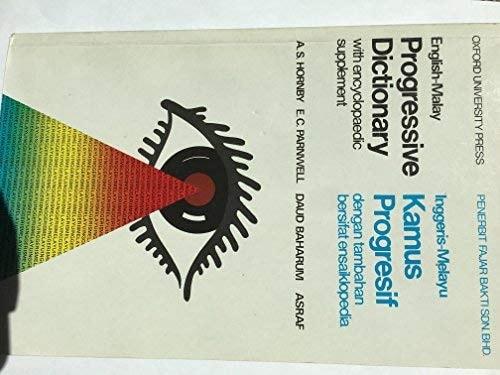 OXFORD UNIVERSITY PRESS
PENERBIT FAJAR BAKTI SDN. BHD.
English-Malay
Progressive
Dictionary
with encyclopaedic
supplement
Inggeris-Melayu
Kamus
Progresif
dengan tambahan
bersifat ensaiklopedia
A.S. HORNBY E.C. PARNWELL DAUD BAHARUM ASRAF